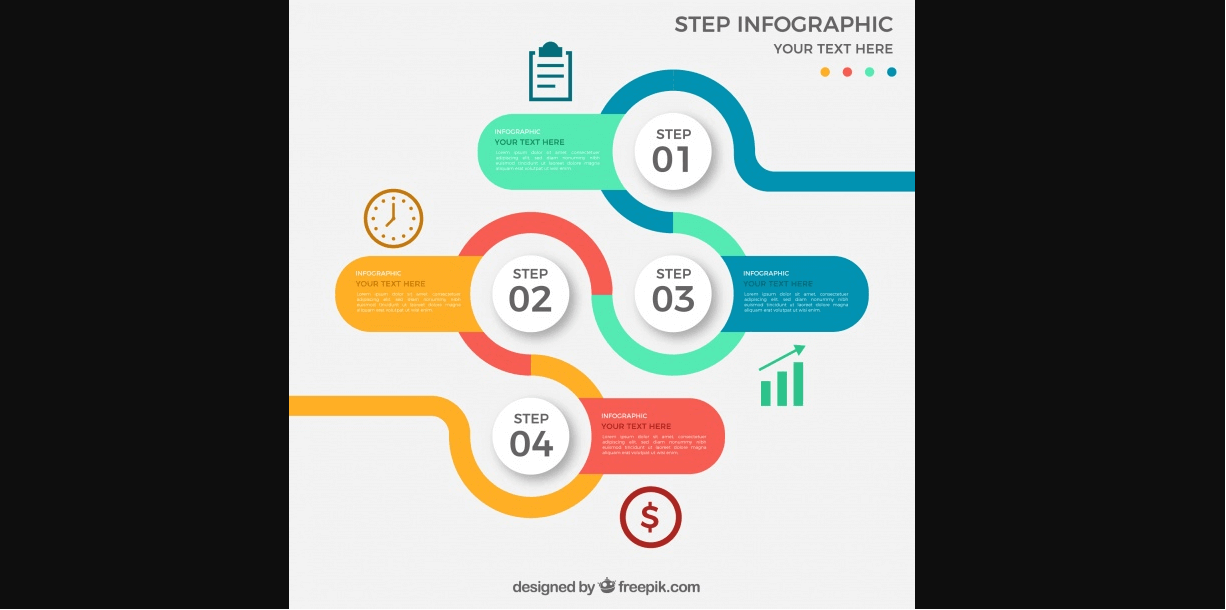 STEP INFOGRAPHIC
YOUR TEXT HERE
INFOGRAPHIC
YOUR TEXT HERE
Lorem ipsum dolor sit amet, consectetuer
adipiscing elit, sed diam nonummy nibh
euismod tincidunt ut laoreet dolore magna
aliquam erat volutpat. Ut wisi enim.
STEP
01
INFOGRAPHIC
YOUR TEXT HERE
Lorem ipsum dolor sit amet, consectetuer
adipiscing elit, sed diam nonummy nibh
euismod tincidunt ut laoreet dolore magna
aliquam erat volutpat. Ut wisi enim.
STEP
02
STEP
03
INFOGRAPHIC
YOUR TEXT HERE
Lorem ipsum dolor sit amet, consectetuer
adipiscing elit, sed diam nonummy nibh
euismod tincidunt ut laoreet dolore magna
aliquam erat volutpat. Ut wisi enim.
STEP
04
INFOGRAPHIC
YOUR TEXT HERE
Lorem ipsum dolor sit amet, consectetuer
adipiscing elit, sed diam nonummy nibh
euismod tincidunt ut laoreet dolore magna
aliquam erat volutpat. Ut wisi enim.
$
designed by freepik.com